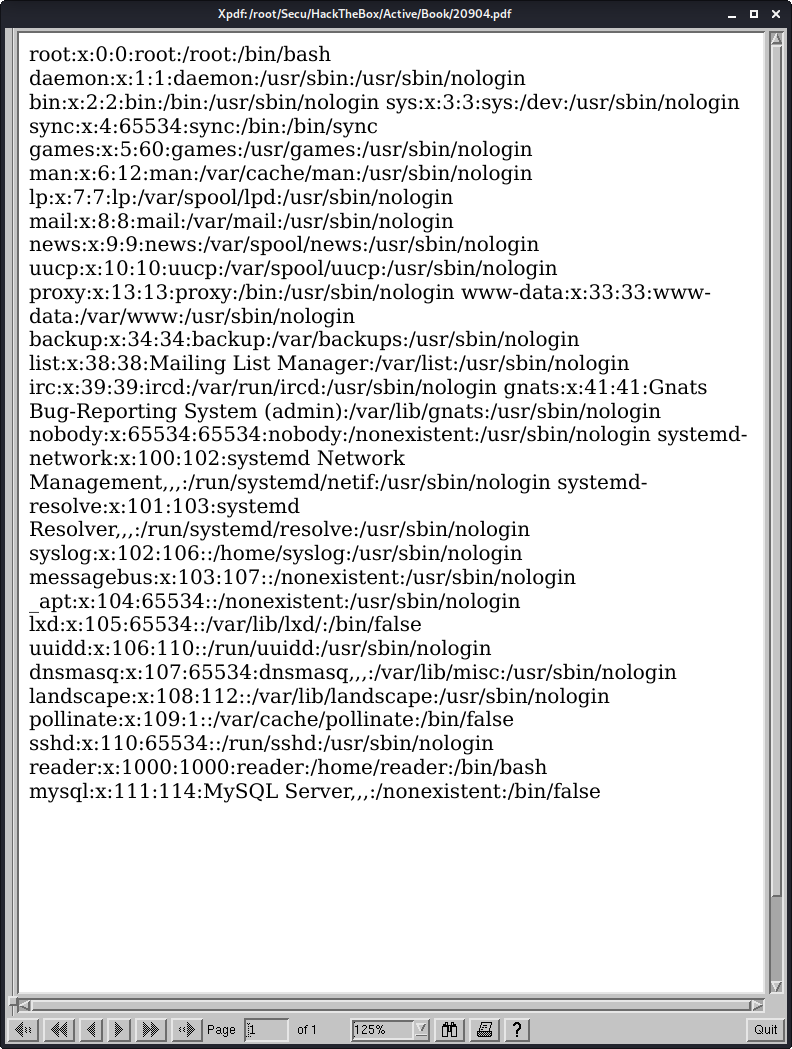 Xpdf: /root/Secu/HackTheBox/Active/Book/20904.pdf
root:x:0:0:root:/root:/bin/bash
daemon:x:1:1:daemon:/usr/sbin:/usr/sbin/nologin
bin:x:2:2:bin:/bin:/usr/sbin/nologin sys:x:3:3:sys:/dev:/usr/sbin/nologin
sync:x:4:65534:sync:/bin:/bin/sync
games:x:5:60:games:/usr/games:/usr/sbin/nologin
man:x:6:12:man:/var/cache/man:/usr/sbin/nologin
lp:x:7:7:lp:/var/spool/lpd:/usr/sbin/nologin
mail:x:8:8:mail:/var/mail:/usr/sbin/nologin
news:x:9:9:news:/var/spool/news:/usr/sbin/nologin
uucp:x:10:10:uucp:/var/spool/uucp:/usr/sbin/nologin
proxy:x:13:13:proxy:/bin:/usr/sbin/nologin www-data:x:33:33:www-
data:/var/www:/usr/sbin/nologin
backup:x:34:34:backup:/var/backups:/usr/sbin/nologin
list:x:38:38:Mailing List Manager:/var/list:/usr/sbin/nologin
irc:x:39:39:ircd:/var/run/ircd:/usr/sbin/nologin gnats:x:41:41:Gnats
Bug-Reporting System (admin):/var/lib/gnats:/usr/sbin/nologin
nobody:x:65534:65534:nobody:/nonexistent:/usr/sbin/nologin systemd-
network:x:100:102:systemd Network
Management,,,:/run/systemd/netif:/usr/sbin/nologin systemd-
resolve:x:101:103:systemd
Resolver,,,:/run/systemd/resolve:/usr/sbin/nologin
syslog:x:102:106::/home/syslog:/usr/sbin/nologin
messagebus:x:103:107::/nonexistent:/usr/sbin/nologin
_apt:x:104:65534::/nonexistent:/usr/sbin/nologin
lxd:x:105:65534::/var/lib/lxd/:/bin/false
uuidd:x:106:110::/run/uuidd:/usr/sbin/nologin
dnsmasq:x:107:65534:dnsmasq,,,:/var/lib/misc:/usr/sbin/nologin
landscape:x:108:112::/var/lib/landscape:/usr/sbin/nologin
pollinate:x:109:1::/var/cache/pollinate:/bin/false
sshd:x:110:65534::/run/sshd:/usr/sbin/nologin
reader:x:1000:1000:reader:/home/reader:/bin/bash
mysql:x:111:114:MySQL Server,,,:/nonexistent:/bin/false
Page 1 of 1 125% ? Quit